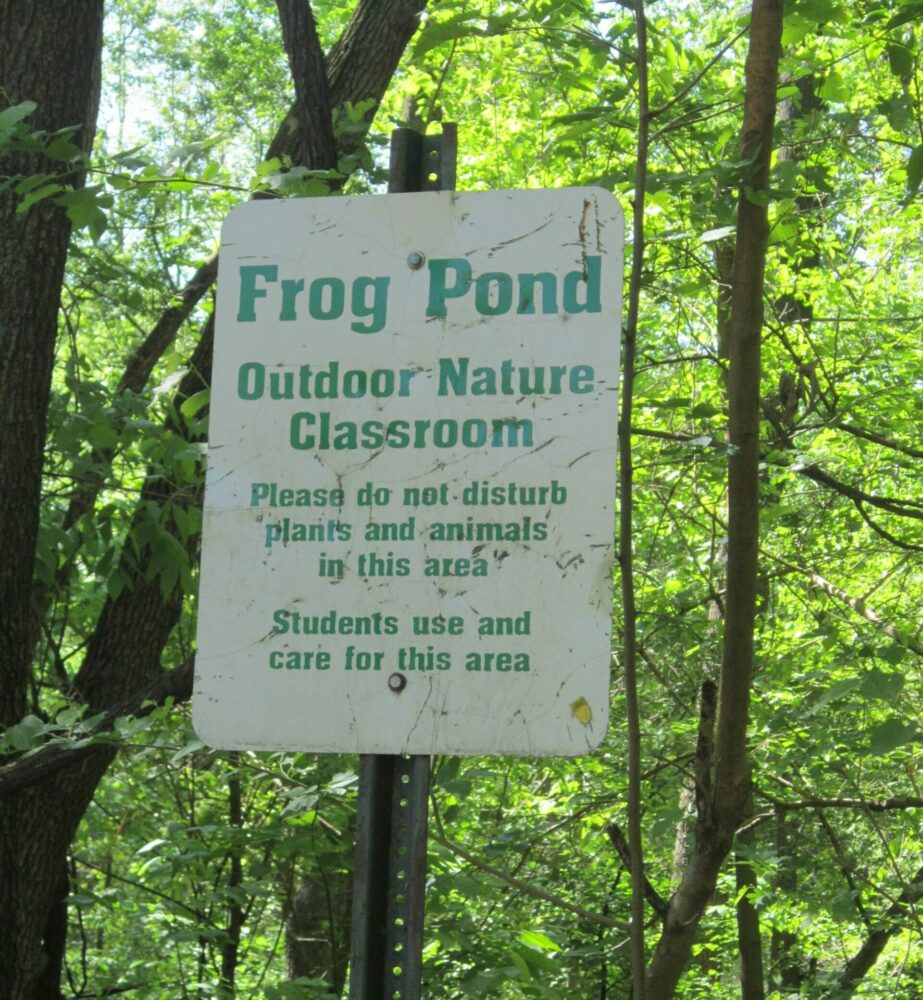 Frog Pond
Outdoor Nature
Classroom
Please do not disturb
plants and animals
in this area
Students use and
care for this area